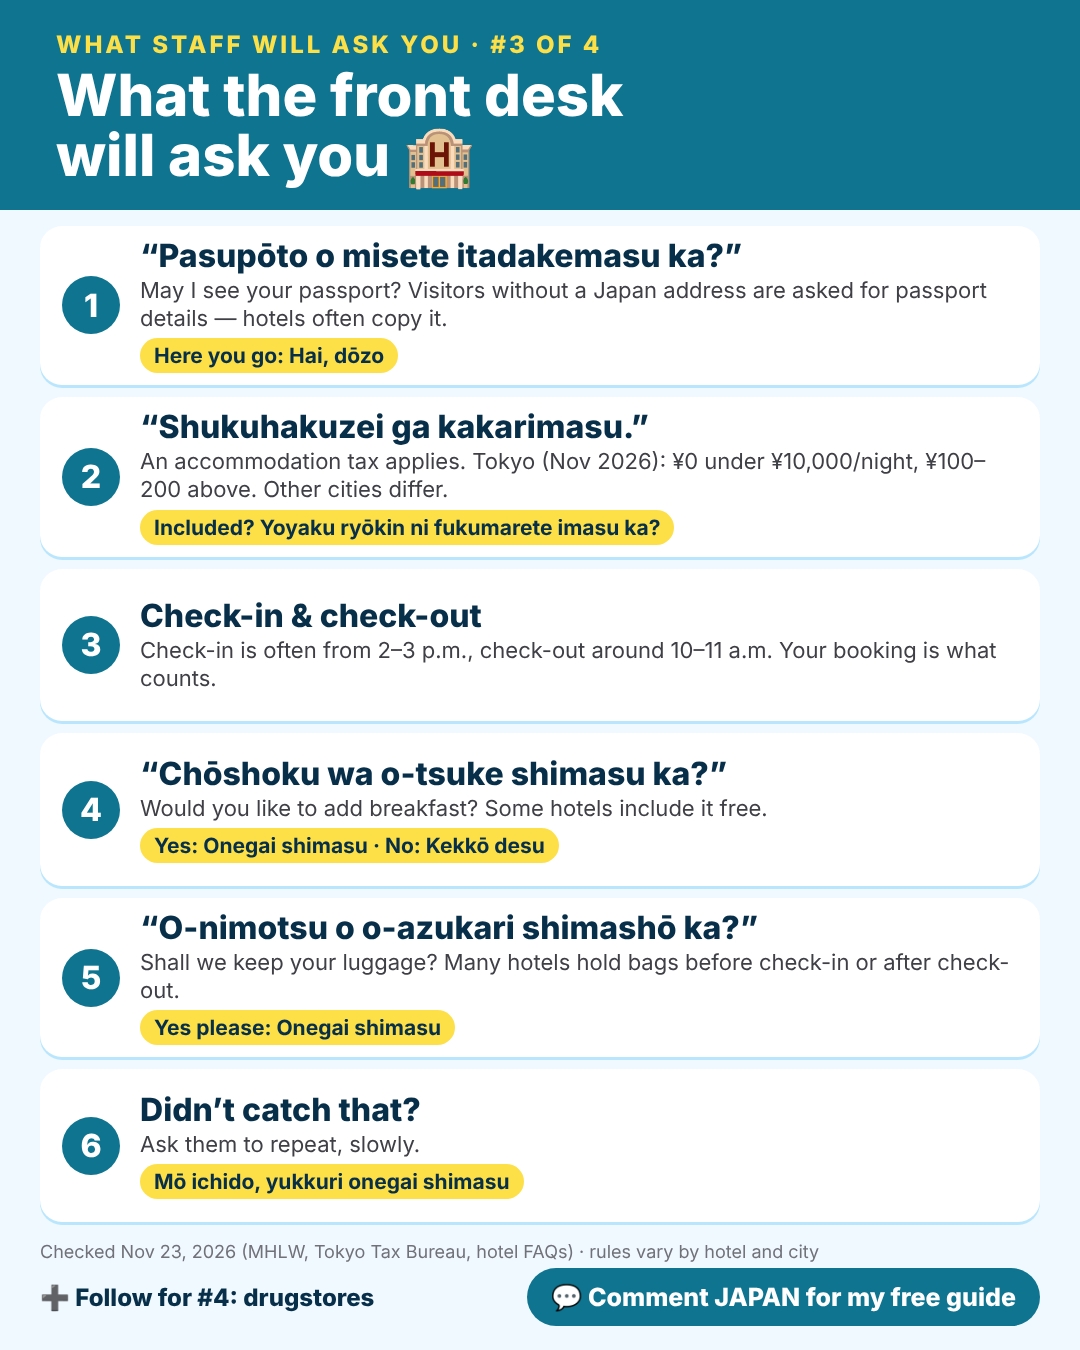 WHAT STAFF WILL ASK YOU · #3 OF 4
What the front desk
will ask you
H
1
“Pasupōto o misete itadakemasu ka?”
May I see your passport? Visitors without a Japan address are asked for passport
details — hotels often copy it.
Here you go: Hai, dōzo
2
“Shukuhakuzei ga kakarimasu.”
An accommodation tax applies. Tokyo (Nov 2026): ¥0 under ¥10,000/night, ¥100–
200 above. Other cities differ.
Included? Yoyaku ryōkin ni fukumarete imasu ka?
3
Check-in & check-out
Check-in is often from 2–3 p.m., check-out around 10–11 a.m. Your booking is what
counts.
4
“Chōshoku wa o-tsuke shimasu ka?”
Would you like to add breakfast? Some hotels include it free.
Yes: Onegai shimasu · No: Kekkō desu
5
“O-nimotsu o o-azukari shimashō ka?”
Shall we keep your luggage? Many hotels hold bags before check-in or after check-
out.
Yes please: Onegai shimasu
6
Didn’t catch that?
Ask them to repeat, slowly.
Mō ichido, yukkuri onegai shimasu
Checked Nov 23, 2026 (MHLW, Tokyo Tax Bureau, hotel FAQs) · rules vary by hotel and city
➕ Follow for #4: drugstores
💬 Comment JAPAN for my free guide